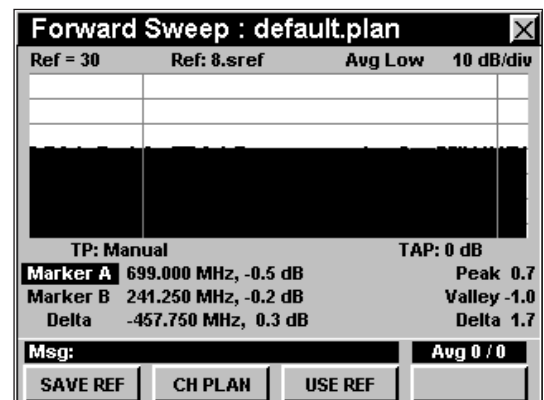 Forward Sweep : default.plan
Ref = 30 Ref: 8.sref Avg Low 10 dB/div
TP: Manual TAP: 0 dB
Marker A 699.000 MHz, -0.5 dB Peak 0.7
Marker B 241.250 MHz, -0.2 dB Valley -1.0
Delta -457.750 MHz, 0.3 dB Delta 1.7
Msg: Avg 0 / 0
SAVE REF CH PLAN USE REF